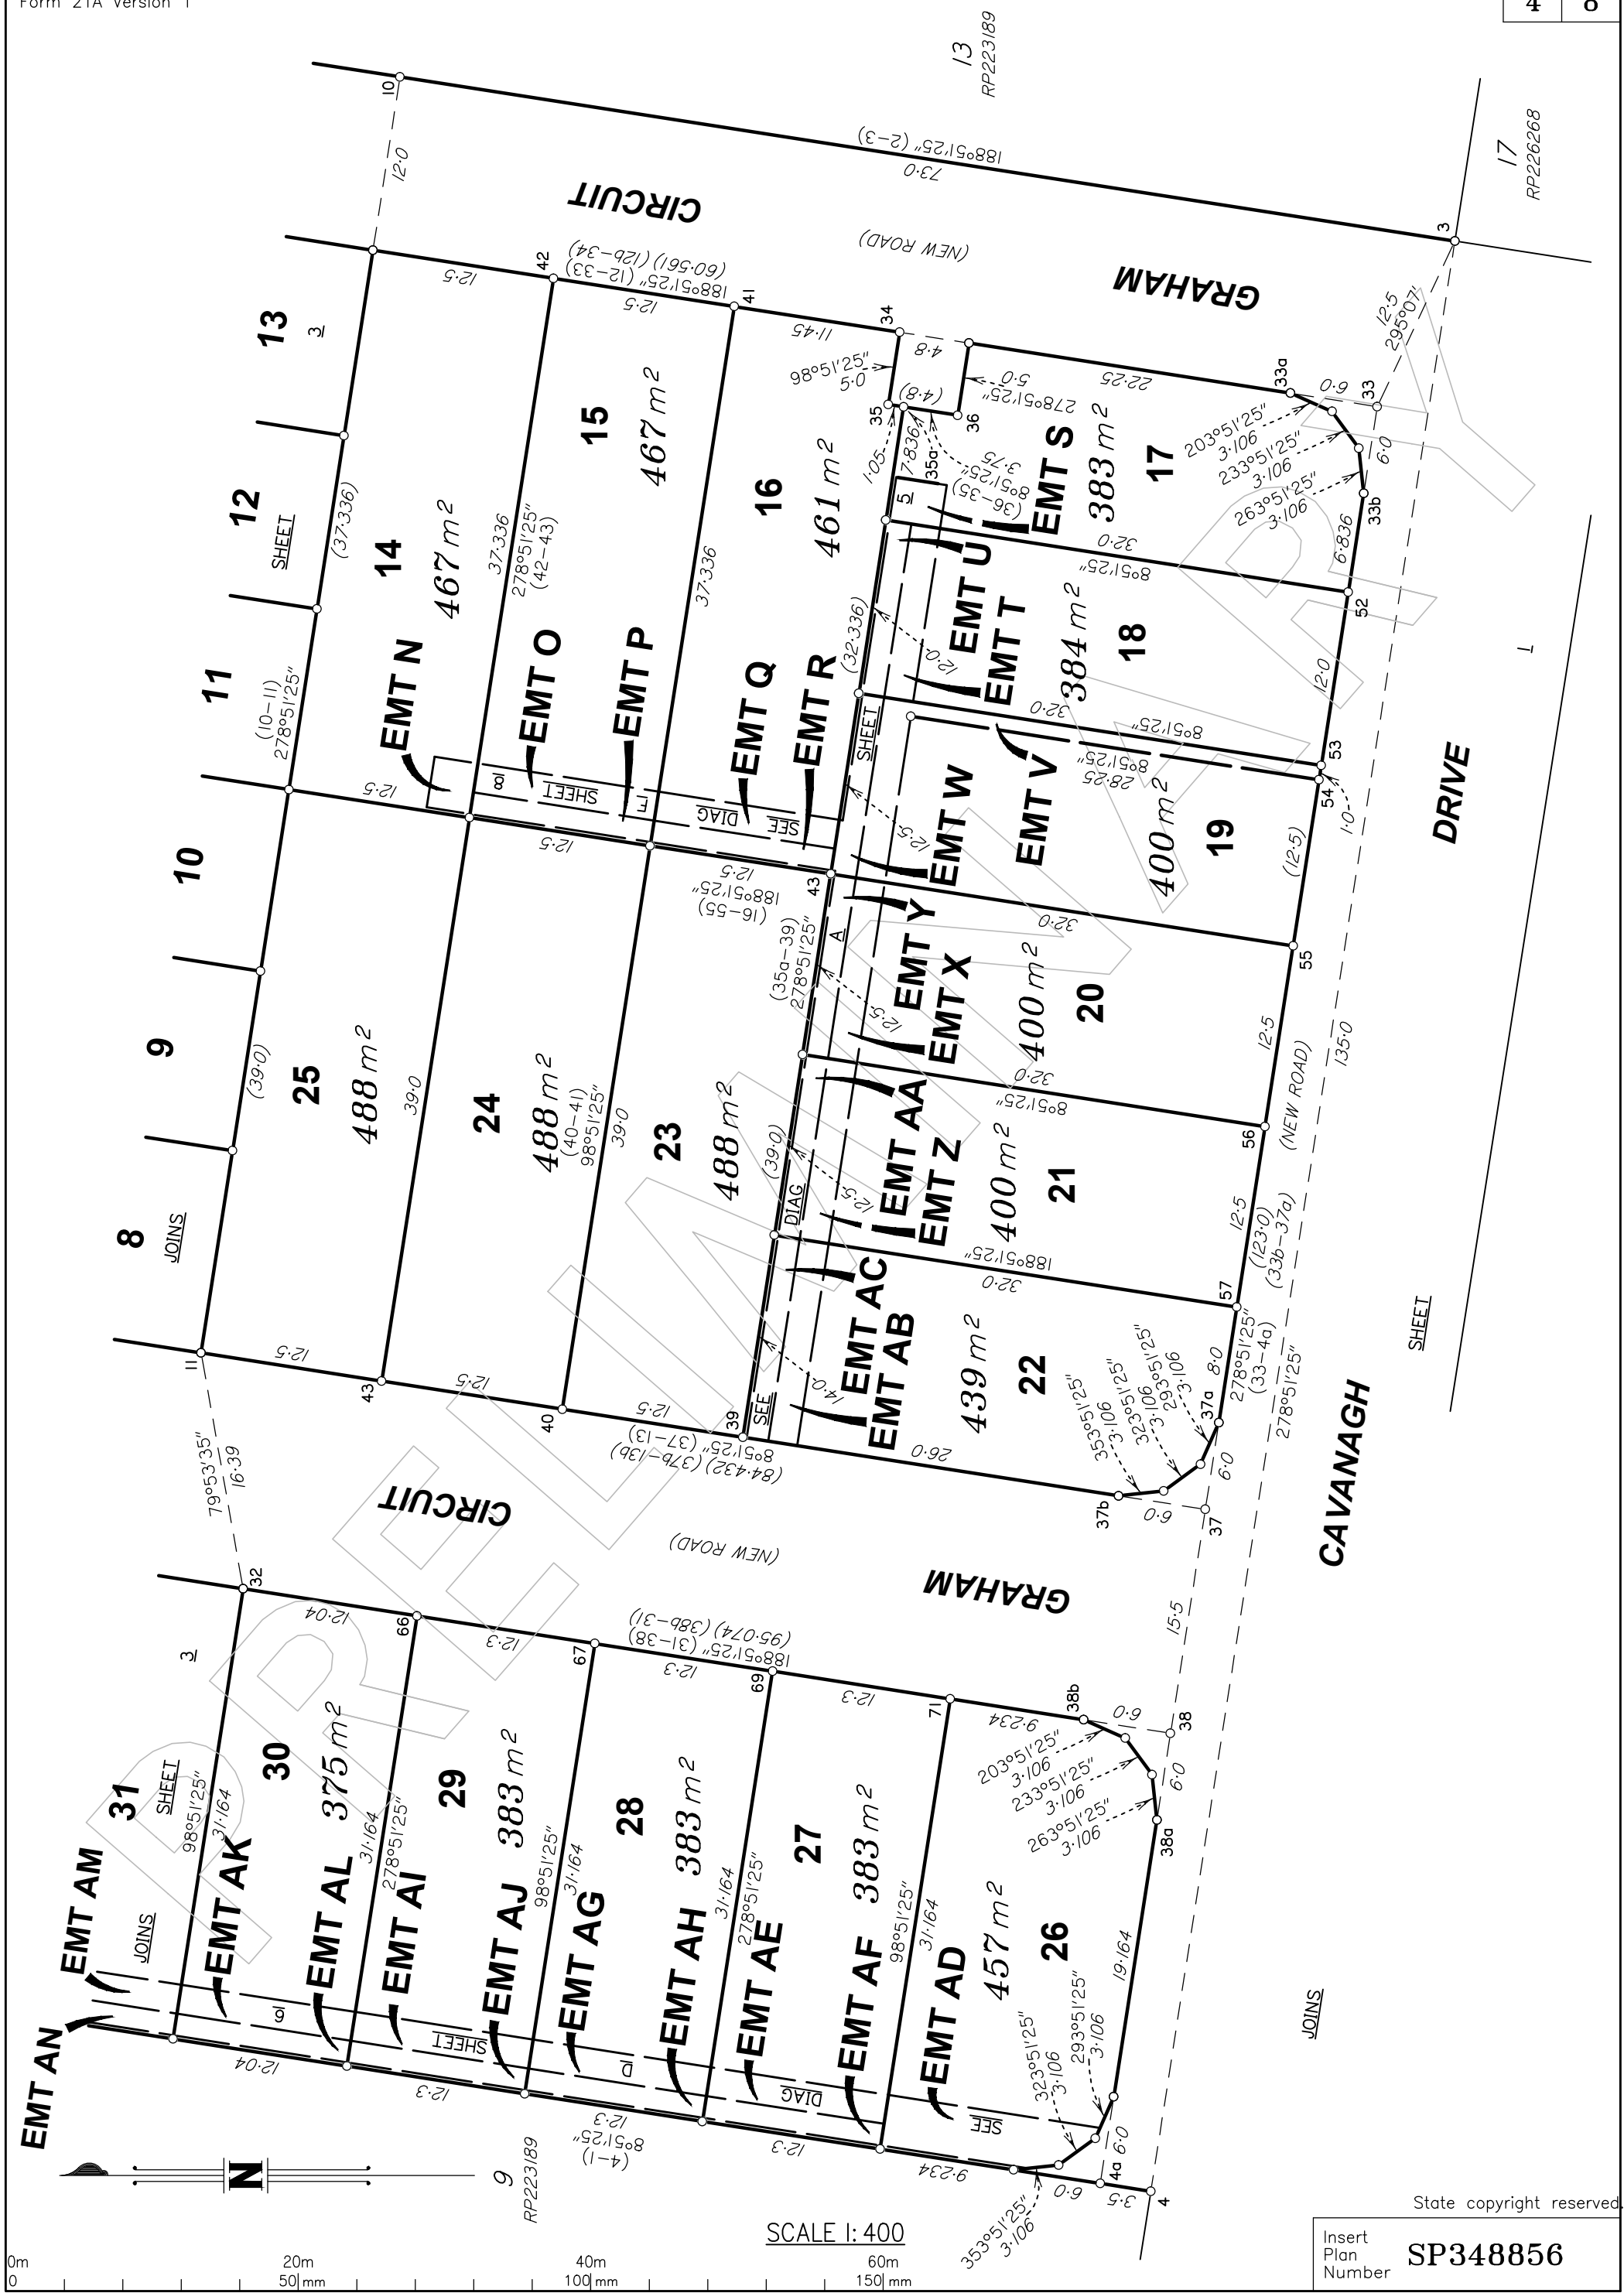 Form 21A Version 1
4 8
13
RP223189
17
RP226268
10
12·0
188°51'25" (2-3)
73·0
CIRCUIT
(NEW ROAD)
GRAHAM
3
12·5
295°07'
13
3
12
SHEET
11
10
9
8
JOINS
12·5
42
188°51'25" (12-33)
(60·561) (12b-34)
12·5
41
11·45
34
4·8
98°51'25"
5·0
35
(4·8)
5·0
278°51'25"
36
22·25
33a
6·0
33
6·0
33b
203°51'25"
3·106
233°51'25"
3·106
263°51'25"
3·106
6·836
(37·336)
14
467 m2
37·336
278°51'25"
(42-43)
15
467 m2
37·336
16
461 m2
1·05
7·836
35a
3·75
8°51'25"
(36-35)
5
EMT S
383 m2
17
32·0
8°51'25"
52
(10-11)
278°51'25"
EMT N
EMT O
EMT P
EMT Q
EMT R
(32·336)
12·0
EMT U
EMT T
384 m2
18
32·0
8°51'25"
12·0
53
12·5
8
SHEET
F
DIAG
SEE
SHEET
12·5
EMT W
EMT V
28·25
8°51'25"
54
1·0
400 m2
19
(12·5)
DRIVE
1
12·5
12·5
188°51'25"
(16-55)
43
A
(35a-39)
278°51'25"
12·5
EMT Y
EMT X
32·0
55
400 m2
20
12·5
135·0
(39·0)
25
488 m2
39·0
24
488 m2
(40-41)
98°51'25"
39·0
23
488 m2
(39·0)
DIAG
12·5
EMT AA
EMT Z
32·0
8°51'25"
56
(NEW ROAD)
400 m2
21
12·5
(123·0)
(33b-37a)
188°51'25"
32·0
57
11
12·5
43
12·5
40
12·5
39
8°51'25" (37-13)
(84·432) (37b-13b)
SEE
14·0
EMT AC
EMT AB
439 m2
22
26·0
8·0
278°51'25"
(33-4a)
278°51'25"
SHEET
353°51'25"
3·106
323°51'25"
3·106
293°51'25"
3·106
37a
6·0
37b
6·0
37
CAVANAGH
79°53'35"
16·39
CIRCUIT
(NEW ROAD)
GRAHAM
15·5
32
3
12·04
66
12·3
67
188°51'25" (31-38)
(95·074) (38b-31)
12·3
69
12·3
71
9·234
38b
6·0
38
6·0
38a
203°51'25"
3·106
233°51'25"
3·106
263°51'25"
3·106
31
SHEET
JOINS
98°51'25"
31·164
30
375 m2
31·164
278°51'25"
29
383 m2
98°51'25"
31·164
28
383 m2
31·164
278°51'25"
27
383 m2
98°51'25"
31·164
457 m2
26
19·164
JOINS
EMT AM
EMT AN
EMT AK
EMT AL
EMT AI
EMT AJ
EMT AG
EMT AH
EMT AE
EMT AF
EMT AD
6
SHEET
D
DIAG
SEE
12·04
12·3
12·3
8°51'25"
(4-1)
12·3
9·234
323°51'25"
3·106
293°51'25"
3·106
353°51'25"
3·106
6·0
6·0
4a
3·5
4
N
9
RP223189
PRELIMINARY
SCALE 1: 400
0m 20m 40m 60m
0 50 mm 100 mm 150 mm
State copyright reserved.
Insert
Plan
Number
SP348856